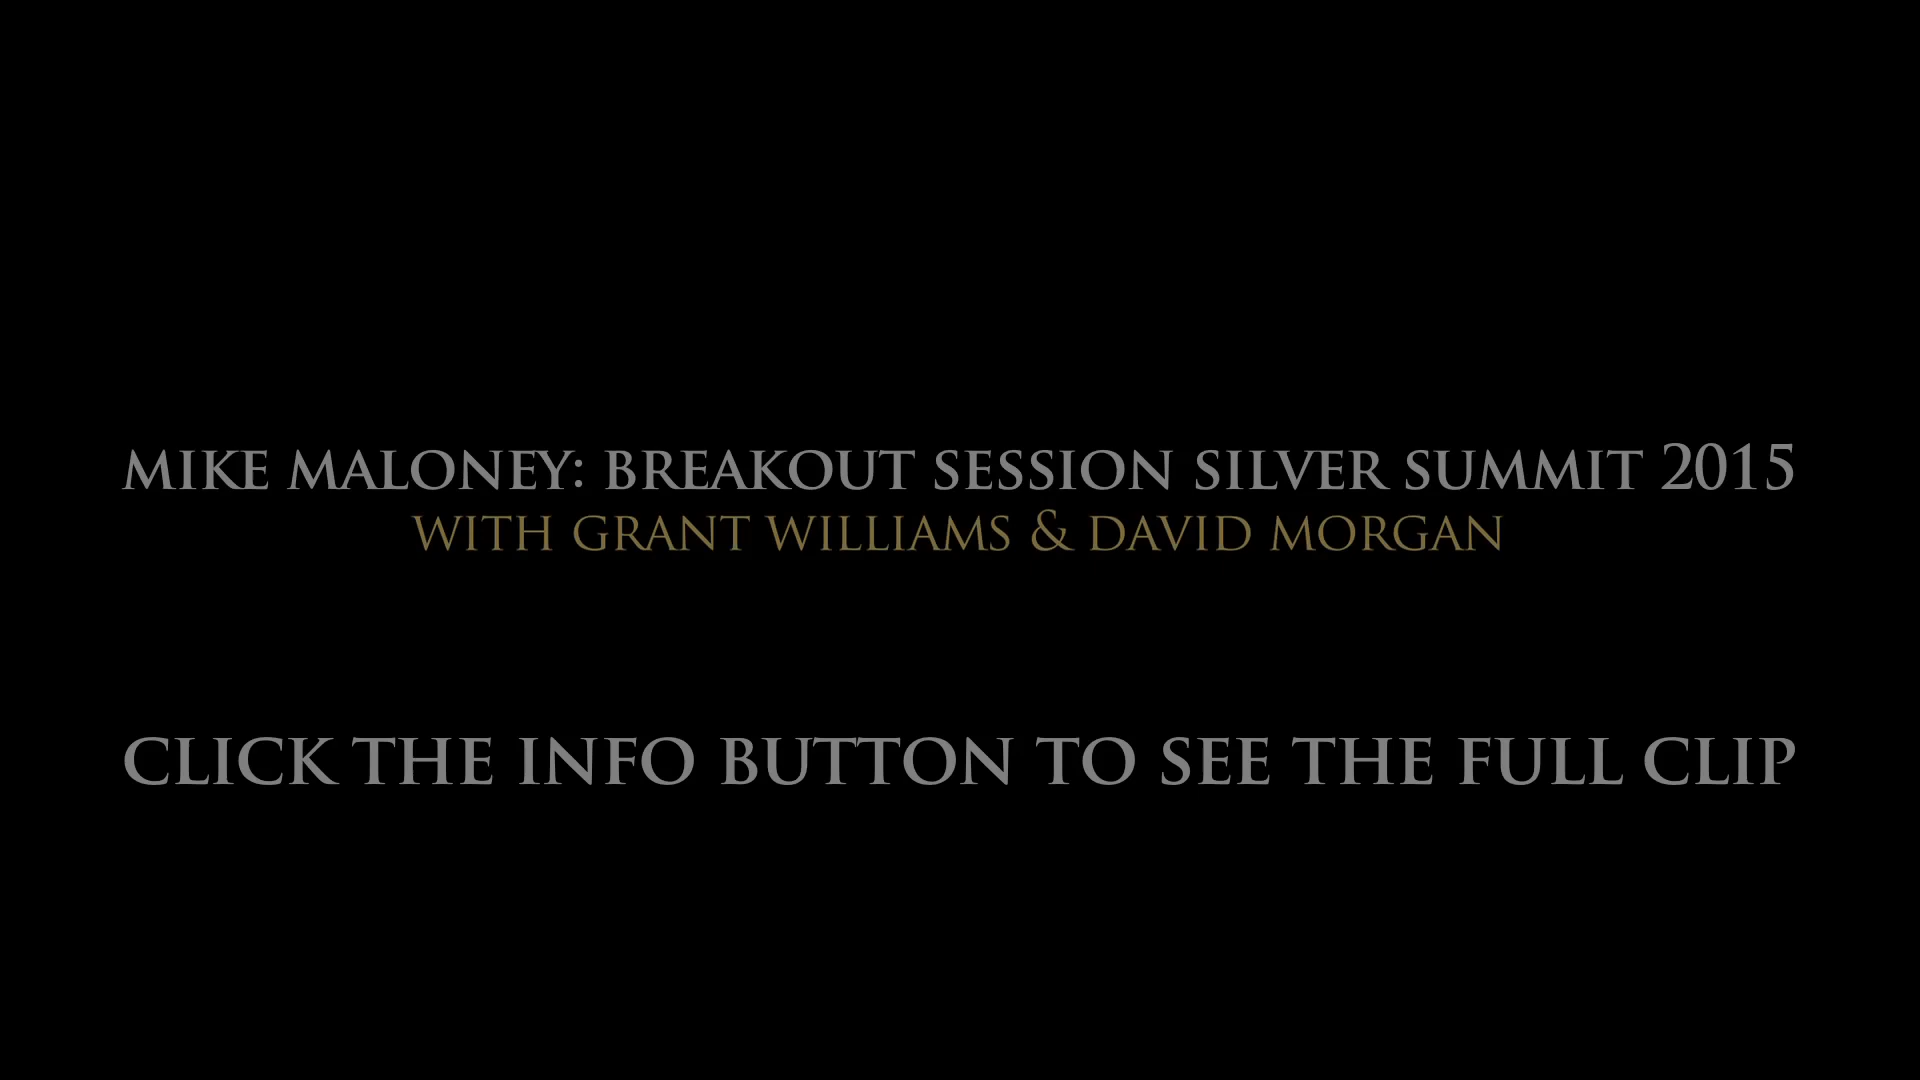 MIKE MALONEY: BREAKOUT SESSION SILVER SUMMIT 2015
WITH GRANT WILLIAMS & DAVID MORGAN
CLICK THE INFO BUTTON TO SEE THE FULL CLIP